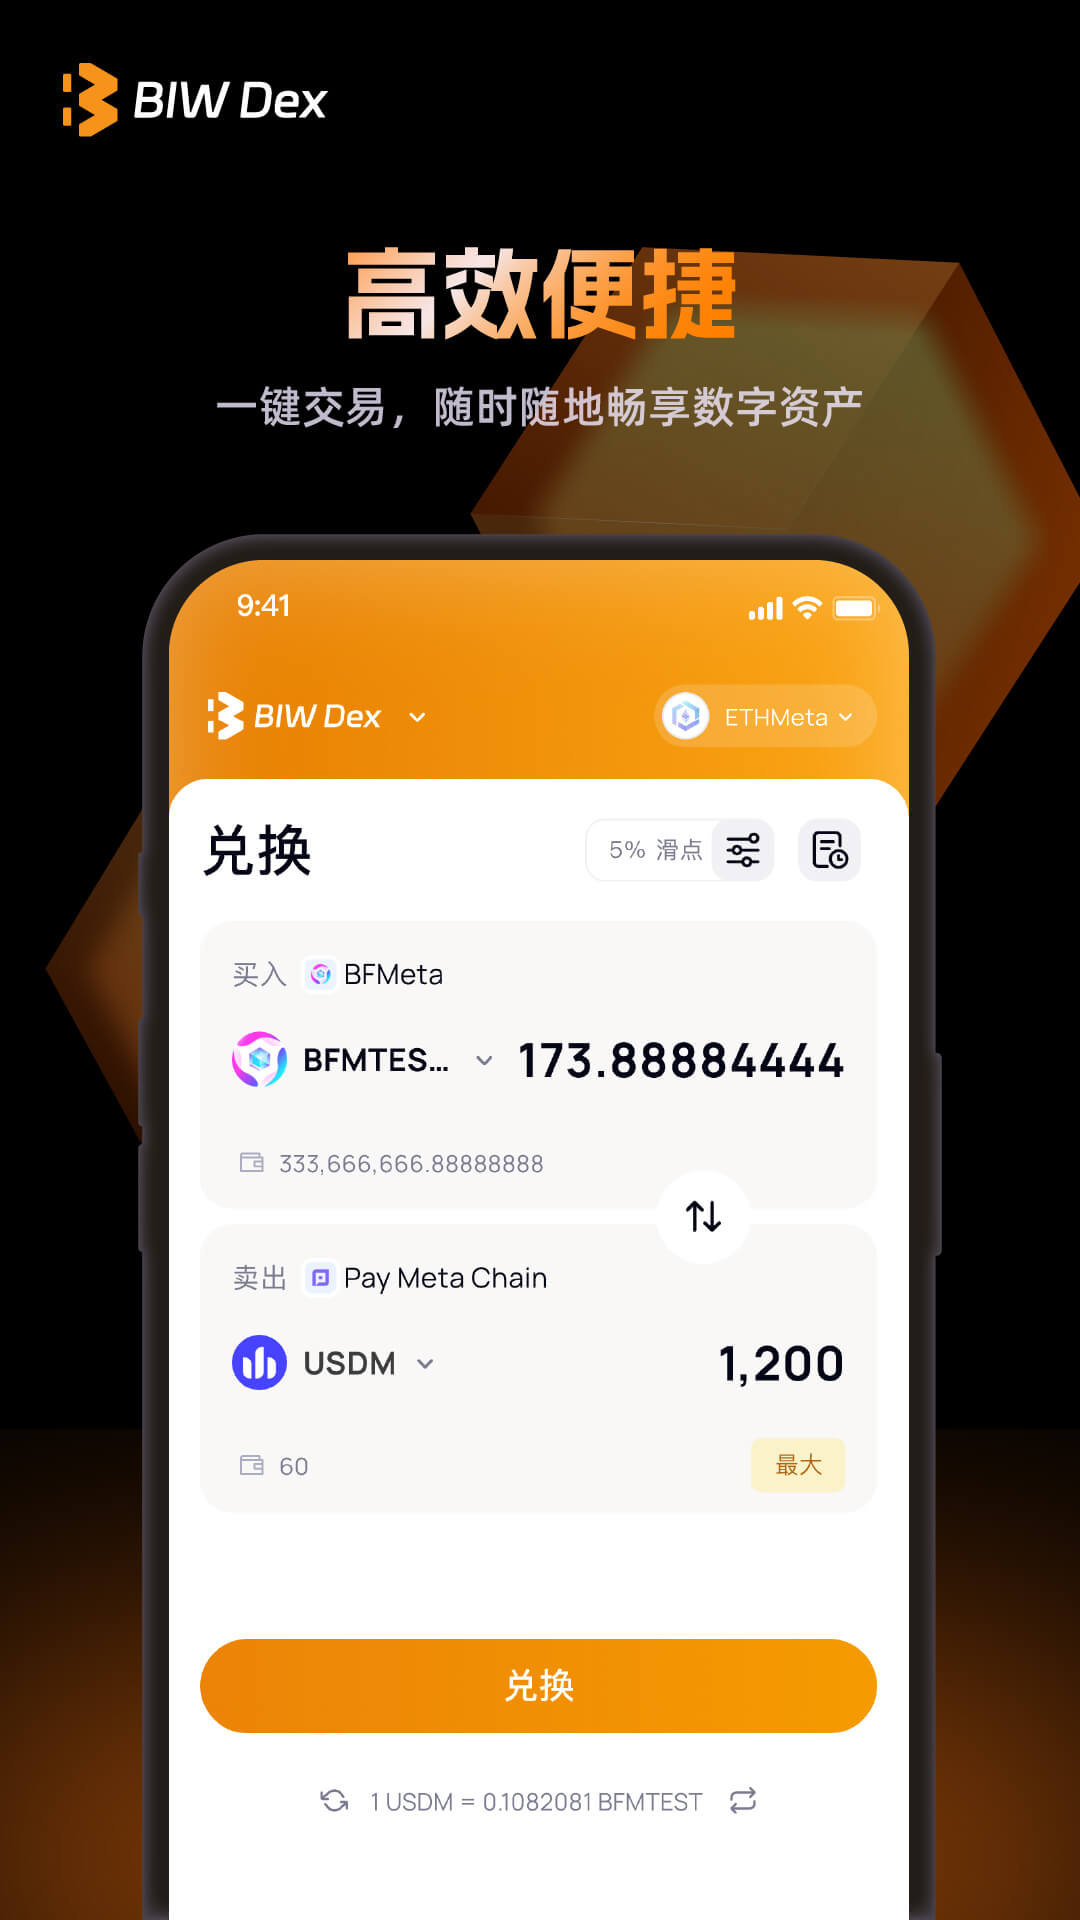 BIW Dex
高效便捷
一键交易，随时随地畅享数字资产
9:41
BIW Dex
ETHMeta
兑换
5% 滑点
买入 BFMeta
BFMTES... 173.88884444
333,666,666.88888888
卖出 Pay Meta Chain
USDM 1,200
60 最大
兑换
1 USDM = 0.1082081 BFMTEST